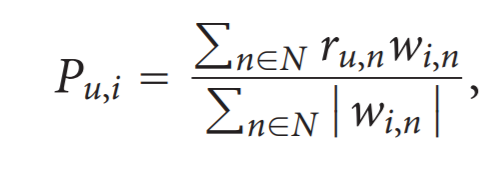 P_{u,i} = \frac{\sum_{n \in N} r_{u,n} w_{i,n}}{\sum_{n \in N} | w_{i,n} |},